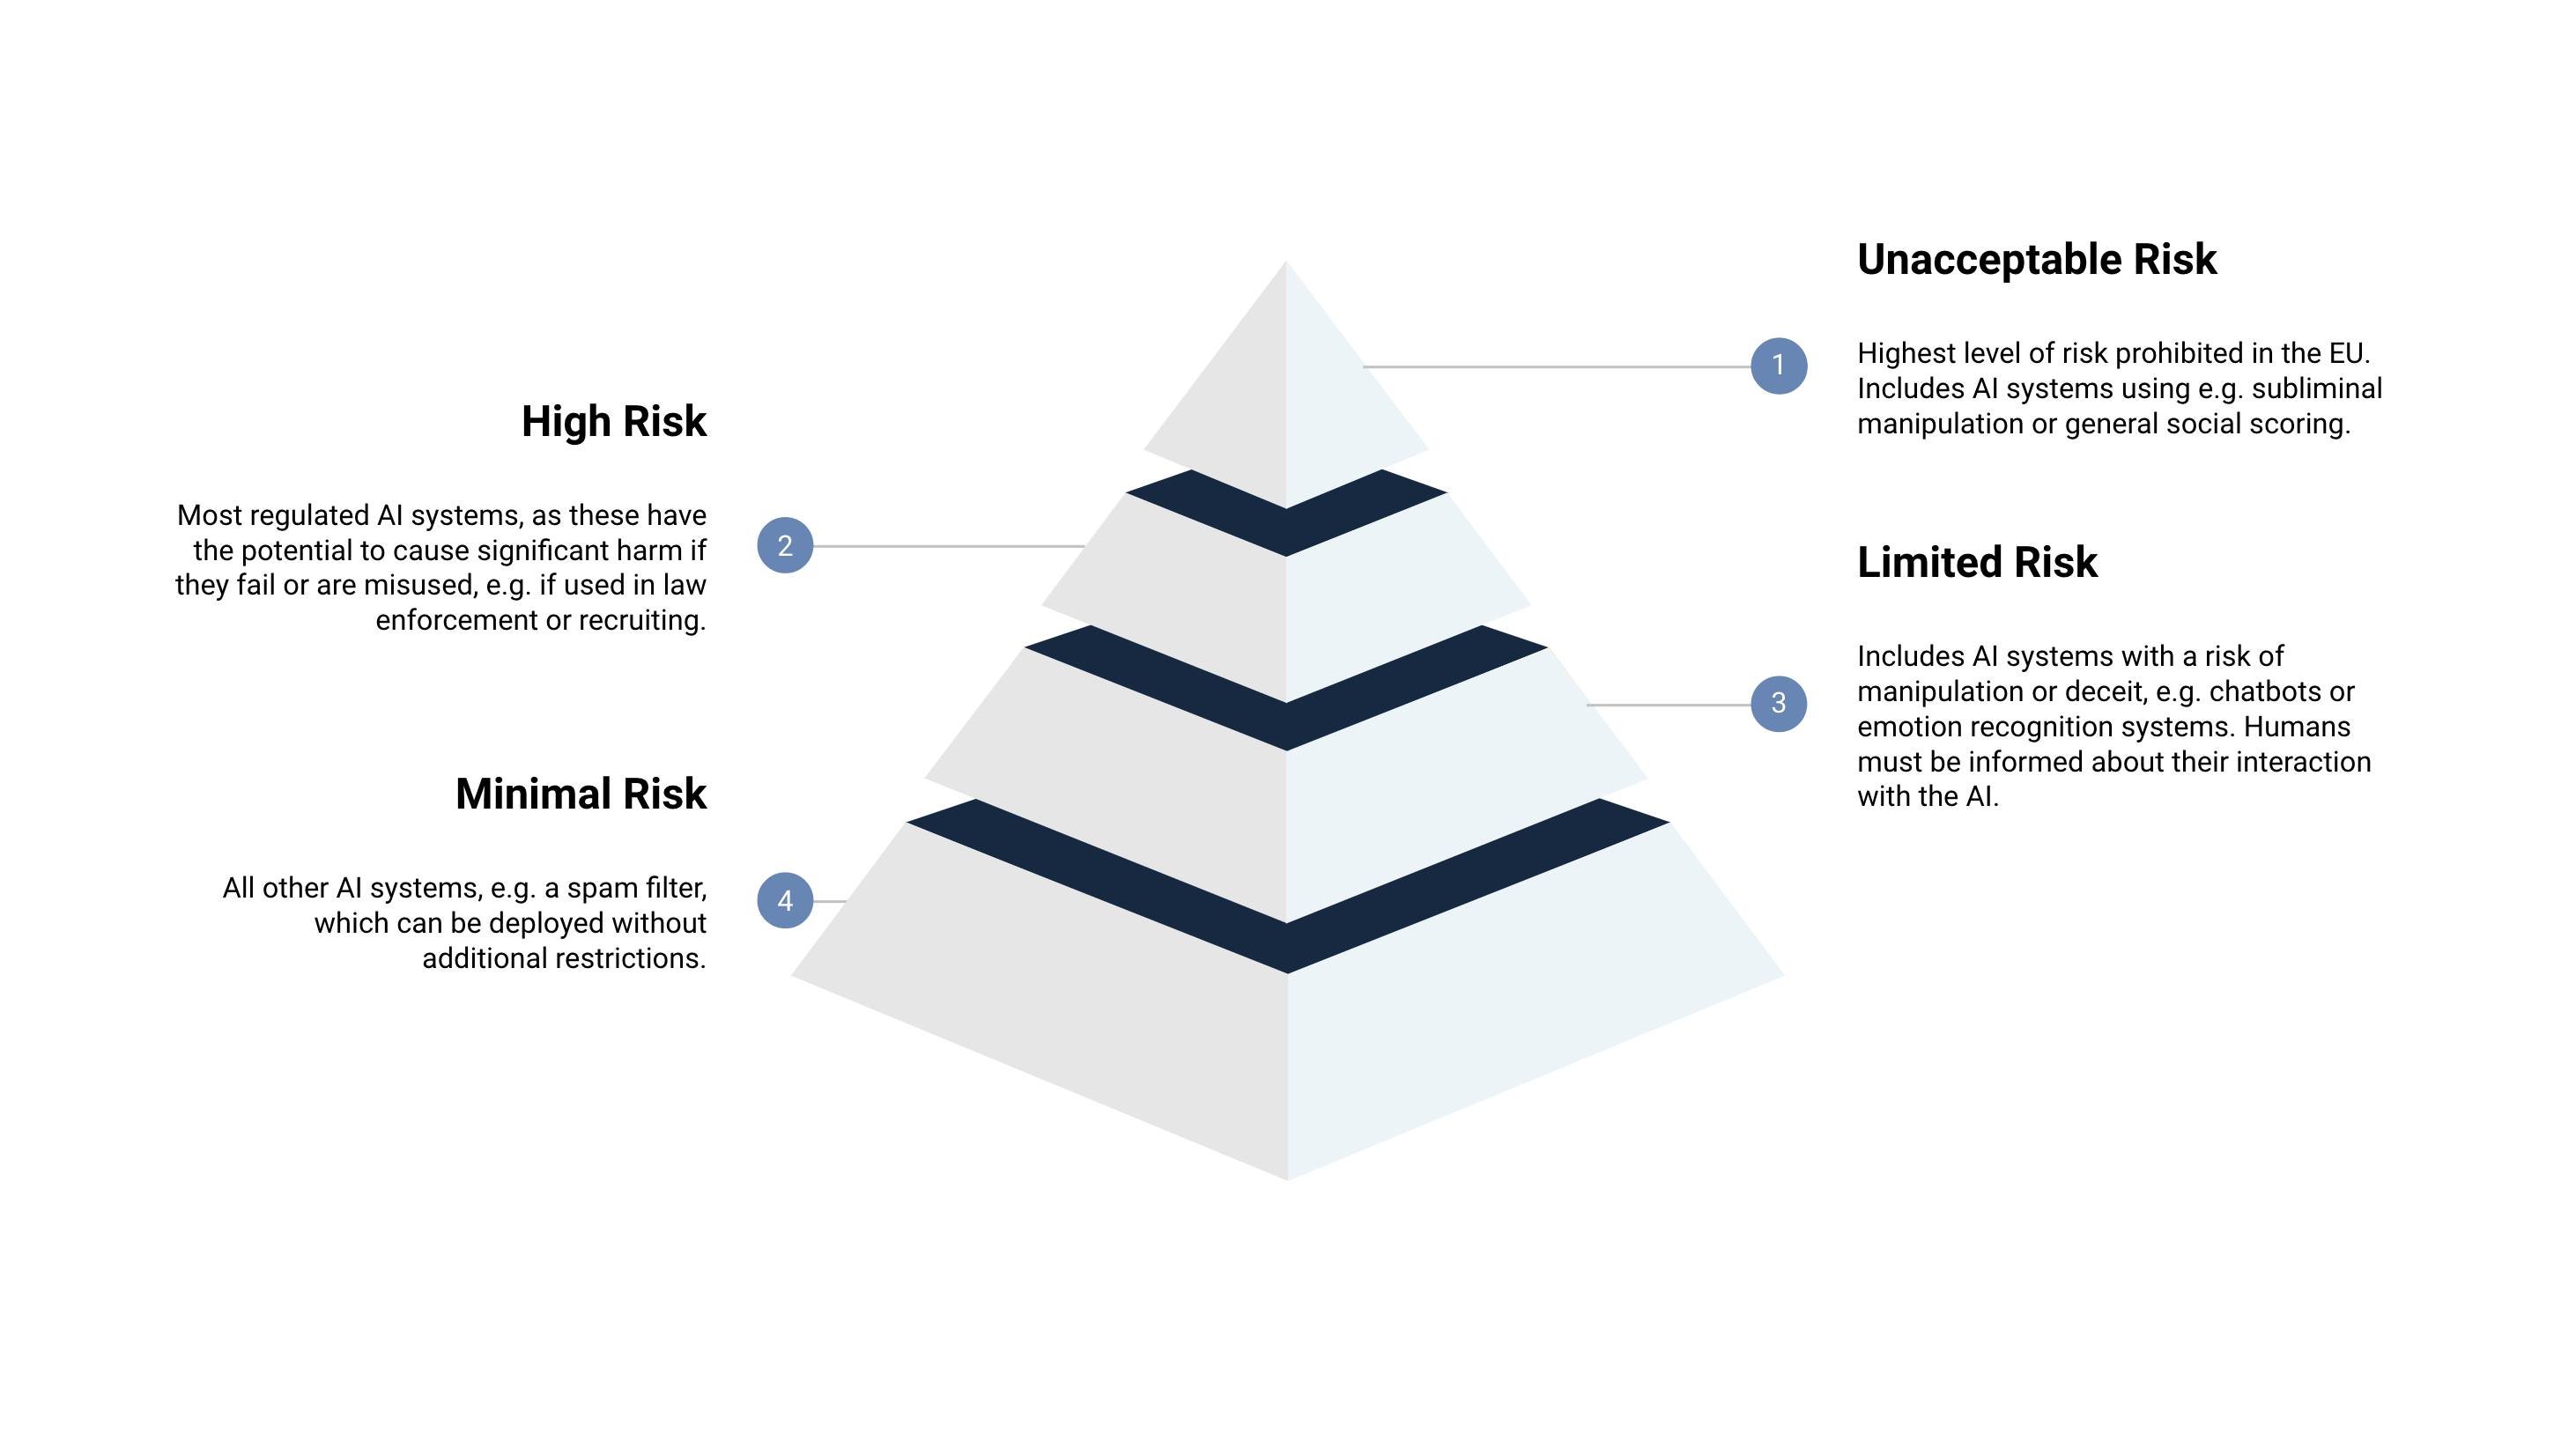 Unacceptable Risk
1
Highest level of risk prohibited in the EU.
Includes AI systems using e.g. subliminal
manipulation or general social scoring.
High Risk
2
Most regulated AI systems, as these have
the potential to cause significant harm if
they fail or are misused, e.g. if used in law
enforcement or recruiting.
Limited Risk
3
Includes AI systems with a risk of
manipulation or deceit, e.g. chatbots or
emotion recognition systems. Humans
must be informed about their interaction
with the AI.
Minimal Risk
4
All other AI systems, e.g. a spam filter,
which can be deployed without
additional restrictions.